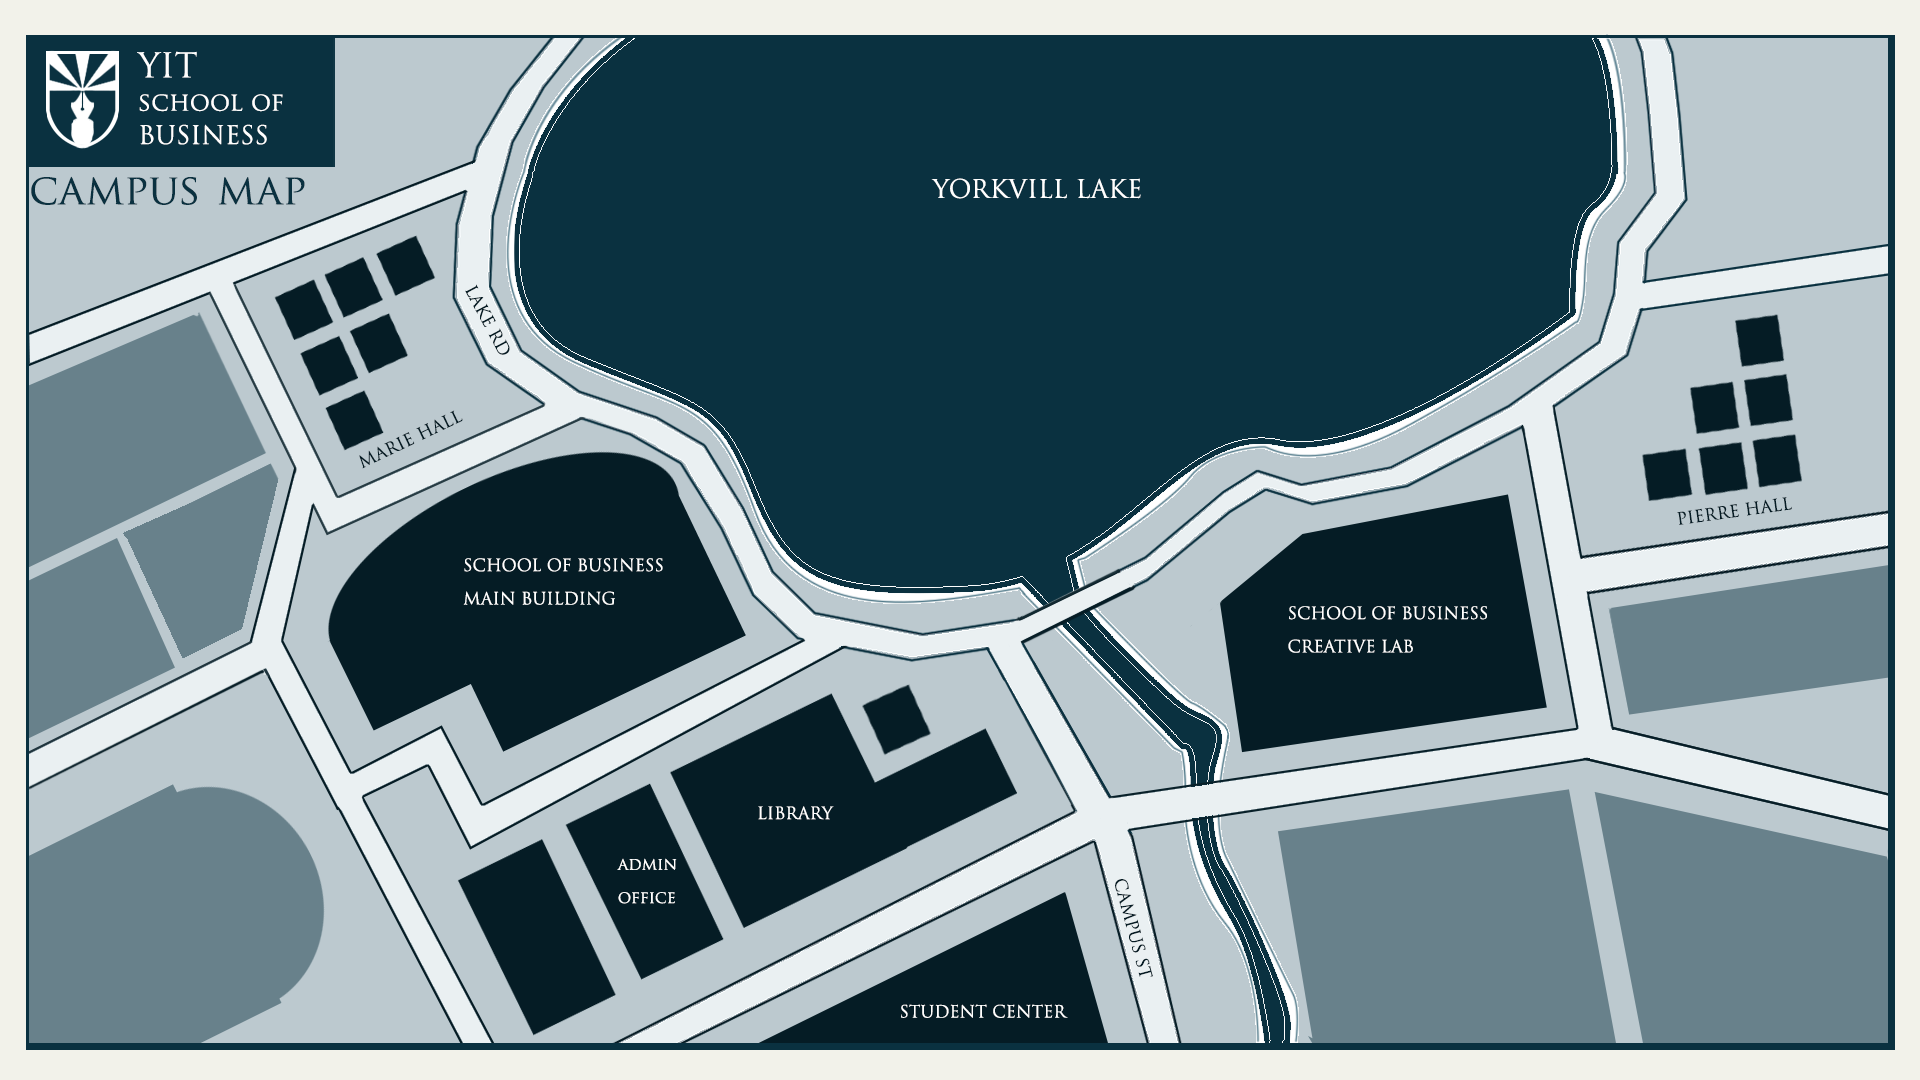 YIT
SCHOOL OF
BUSINESS
CAMPUS MAP
YORKVILL LAKE
LAKE RD
MARIE HALL
PIERRE HALL
SCHOOL OF BUSINESS
MAIN BUILDING
SCHOOL OF BUSINESS
CREATIVE LAB
LIBRARY
ADMIN
OFFICE
CAMPUS ST
STUDENT CENTER